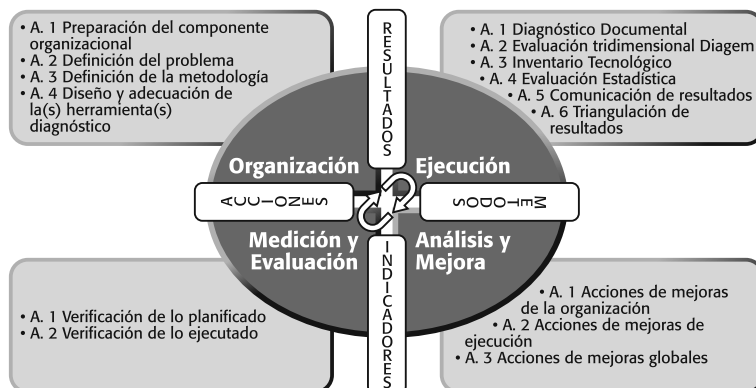 • A. 1 Preparación del componente
organizacional
• A. 2 Definición del problema
• A. 3 Definición de la metodología
• A. 4 Diseño y adecuación de
la(s) herramienta(s)
diagnóstico
RESULTADOS
• A. 1 Diagnóstico Documental
• A. 2 Evaluación tridimensional Diagem
• A. 3 Inventario Tecnológico
• A. 4 Evaluación Estadística
• A. 5 Comunicación de resultados
• A. 6 Triangulación de
resultados
Organización
Ejecución
ACCIONES
METODOS
Medición y
Evaluación
Análisis y
Mejora
INDICADORES
• A. 1 Verificación de lo planificado
• A. 2 Verificación de lo ejecutado
• A. 1 Acciones de mejoras
de la organización
• A. 2 Acciones de mejoras de
ejecución
• A. 3 Acciones de mejoras globales